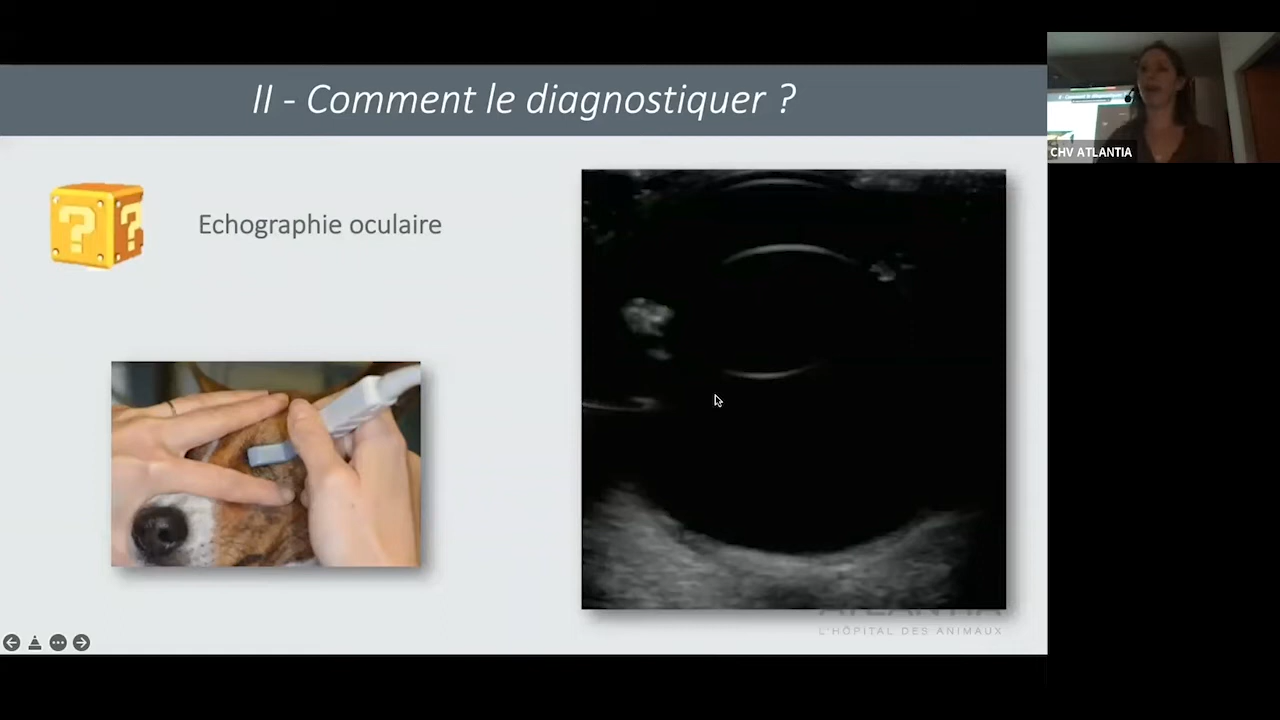 II - Comment le diagnostiquer ?
CHV ATLANTIA
Echographie oculaire
L'HÔPITAL DES ANIMAUX